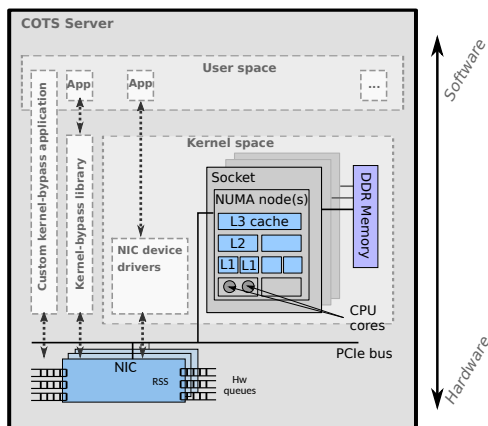 COTS Server
User space
Custom kernel-bypass application
App
App
...
Kernel-bypass library
Kernel space
NIC device
drivers
Socket
NUMA node(s)
L3 cache
L2
L1
L1
DDR Memory
CPU
cores
PCIe bus
NIC
RSS
Hw
queues
Software
Hardware